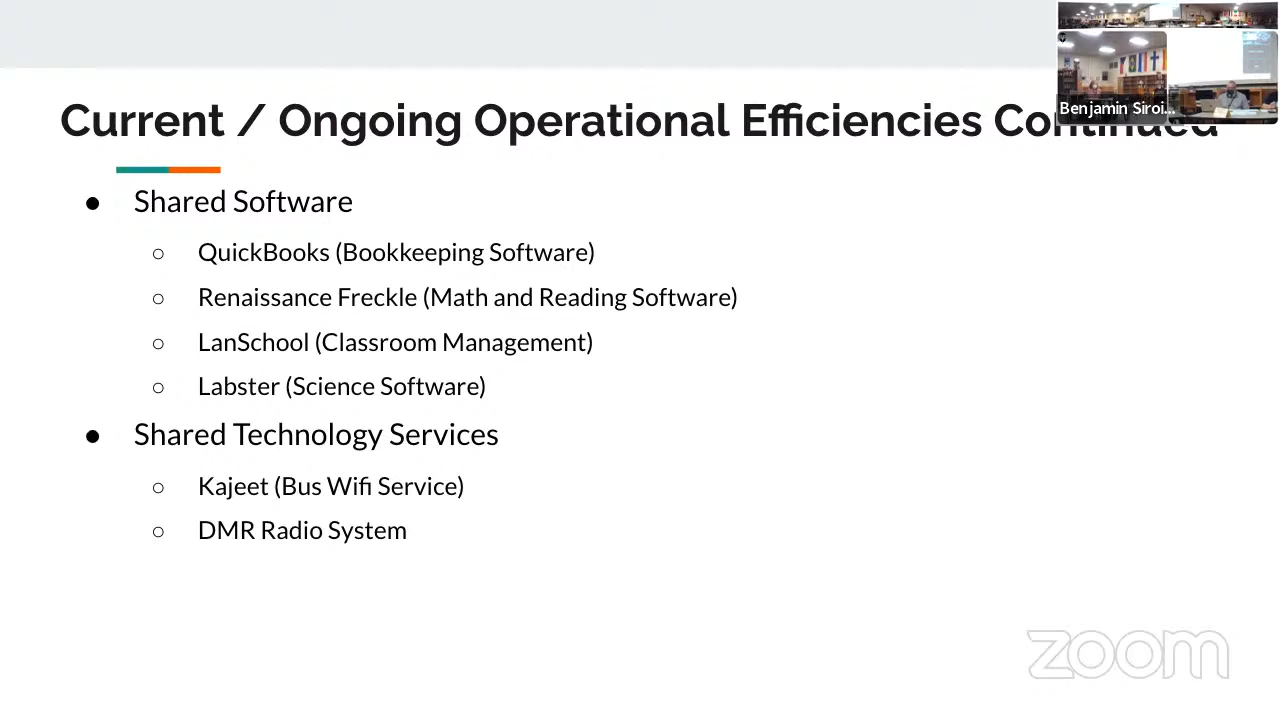 Current / Ongoing Operational Efficiencies Continued
Benjamin Siroi...
● Shared Software
○ QuickBooks (Bookkeeping Software)
○ Renaissance Freckle (Math and Reading Software)
○ LanSchool (Classroom Management)
○ Labster (Science Software)
● Shared Technology Services
○ Kajeet (Bus Wifi Service)
○ DMR Radio System
zoom